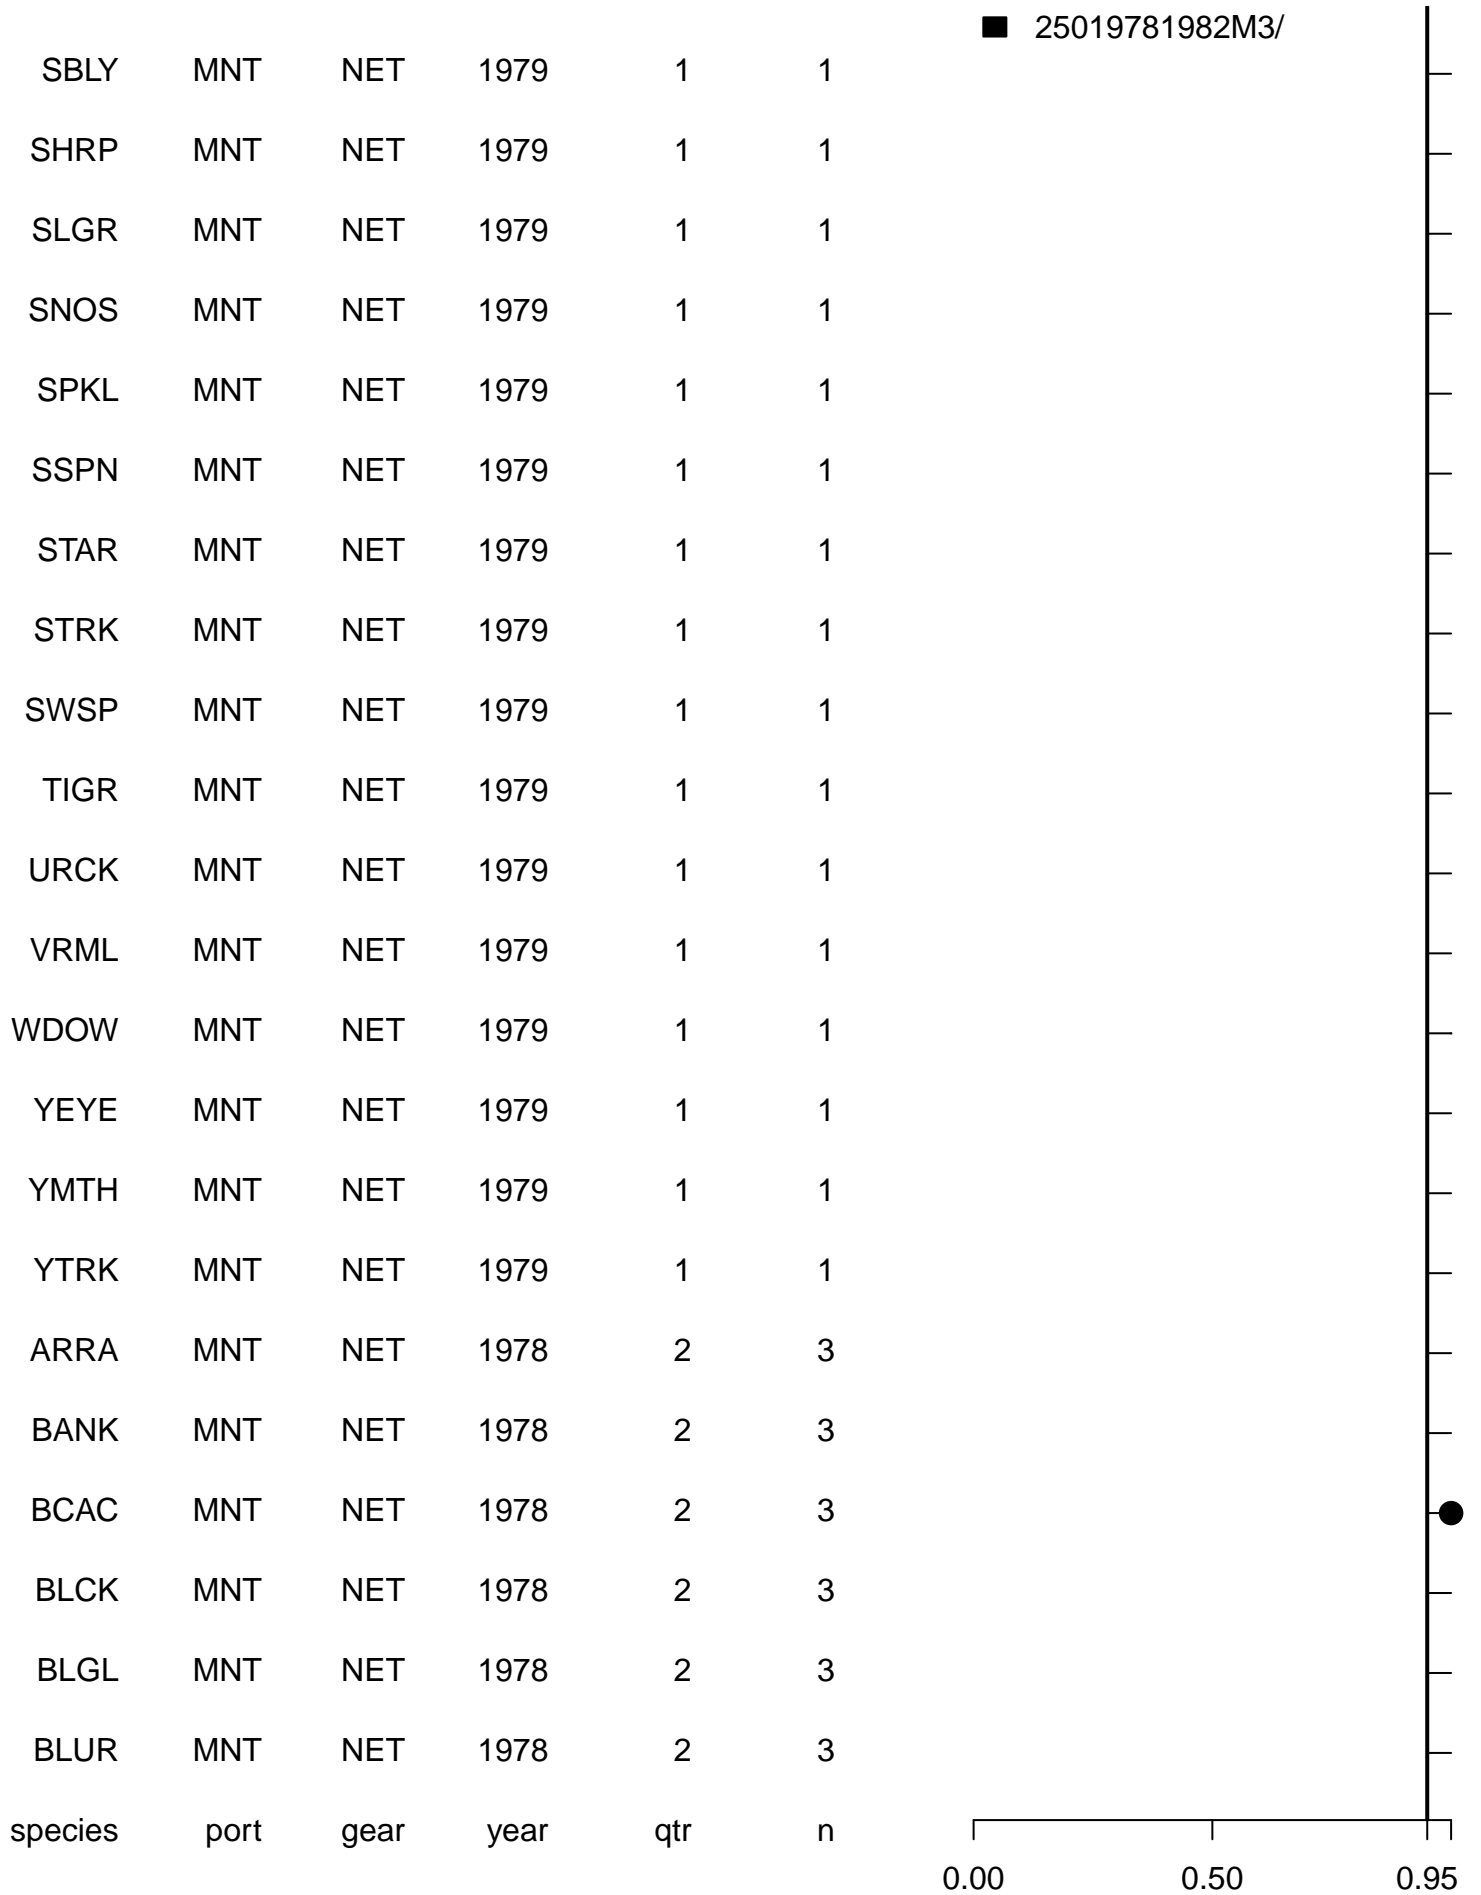 25019781982M3/
SBLY MNT NET 1979 1 1
SHRP MNT NET 1979 1 1
SLGR MNT NET 1979 1 1
SNOS MNT NET 1979 1 1
SPKL MNT NET 1979 1 1
SSPN MNT NET 1979 1 1
STAR MNT NET 1979 1 1
STRK MNT NET 1979 1 1
SWSP MNT NET 1979 1 1
TIGR MNT NET 1979 1 1
URCK MNT NET 1979 1 1
VRML MNT NET 1979 1 1
WDOW MNT NET 1979 1 1
YEYE MNT NET 1979 1 1
YMTH MNT NET 1979 1 1
YTRK MNT NET 1979 1 1
ARRA MNT NET 1978 2 3
BANK MNT NET 1978 2 3
BCAC MNT NET 1978 2 3
BLCK MNT NET 1978 2 3
BLGL MNT NET 1978 2 3
BLUR MNT NET 1978 2 3
species port gear year qtr n
0.00 0.50 0.95